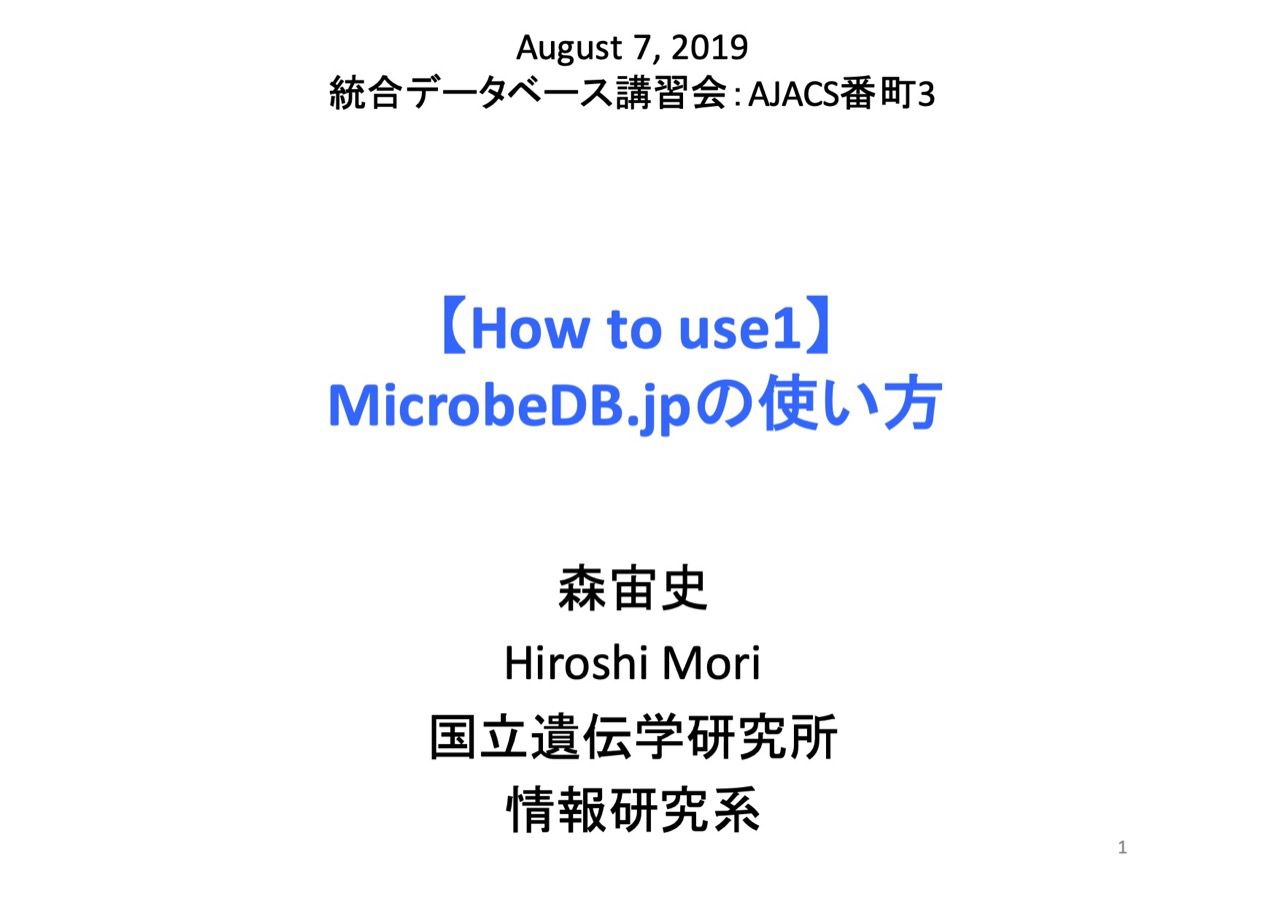 August 7, 2019
統合データベース講習会：AJACS番町3
【How to use1】
MicrobeDB.jpの使い方
森宙史
Hiroshi Mori
国立遺伝学研究所
情報研究系
1